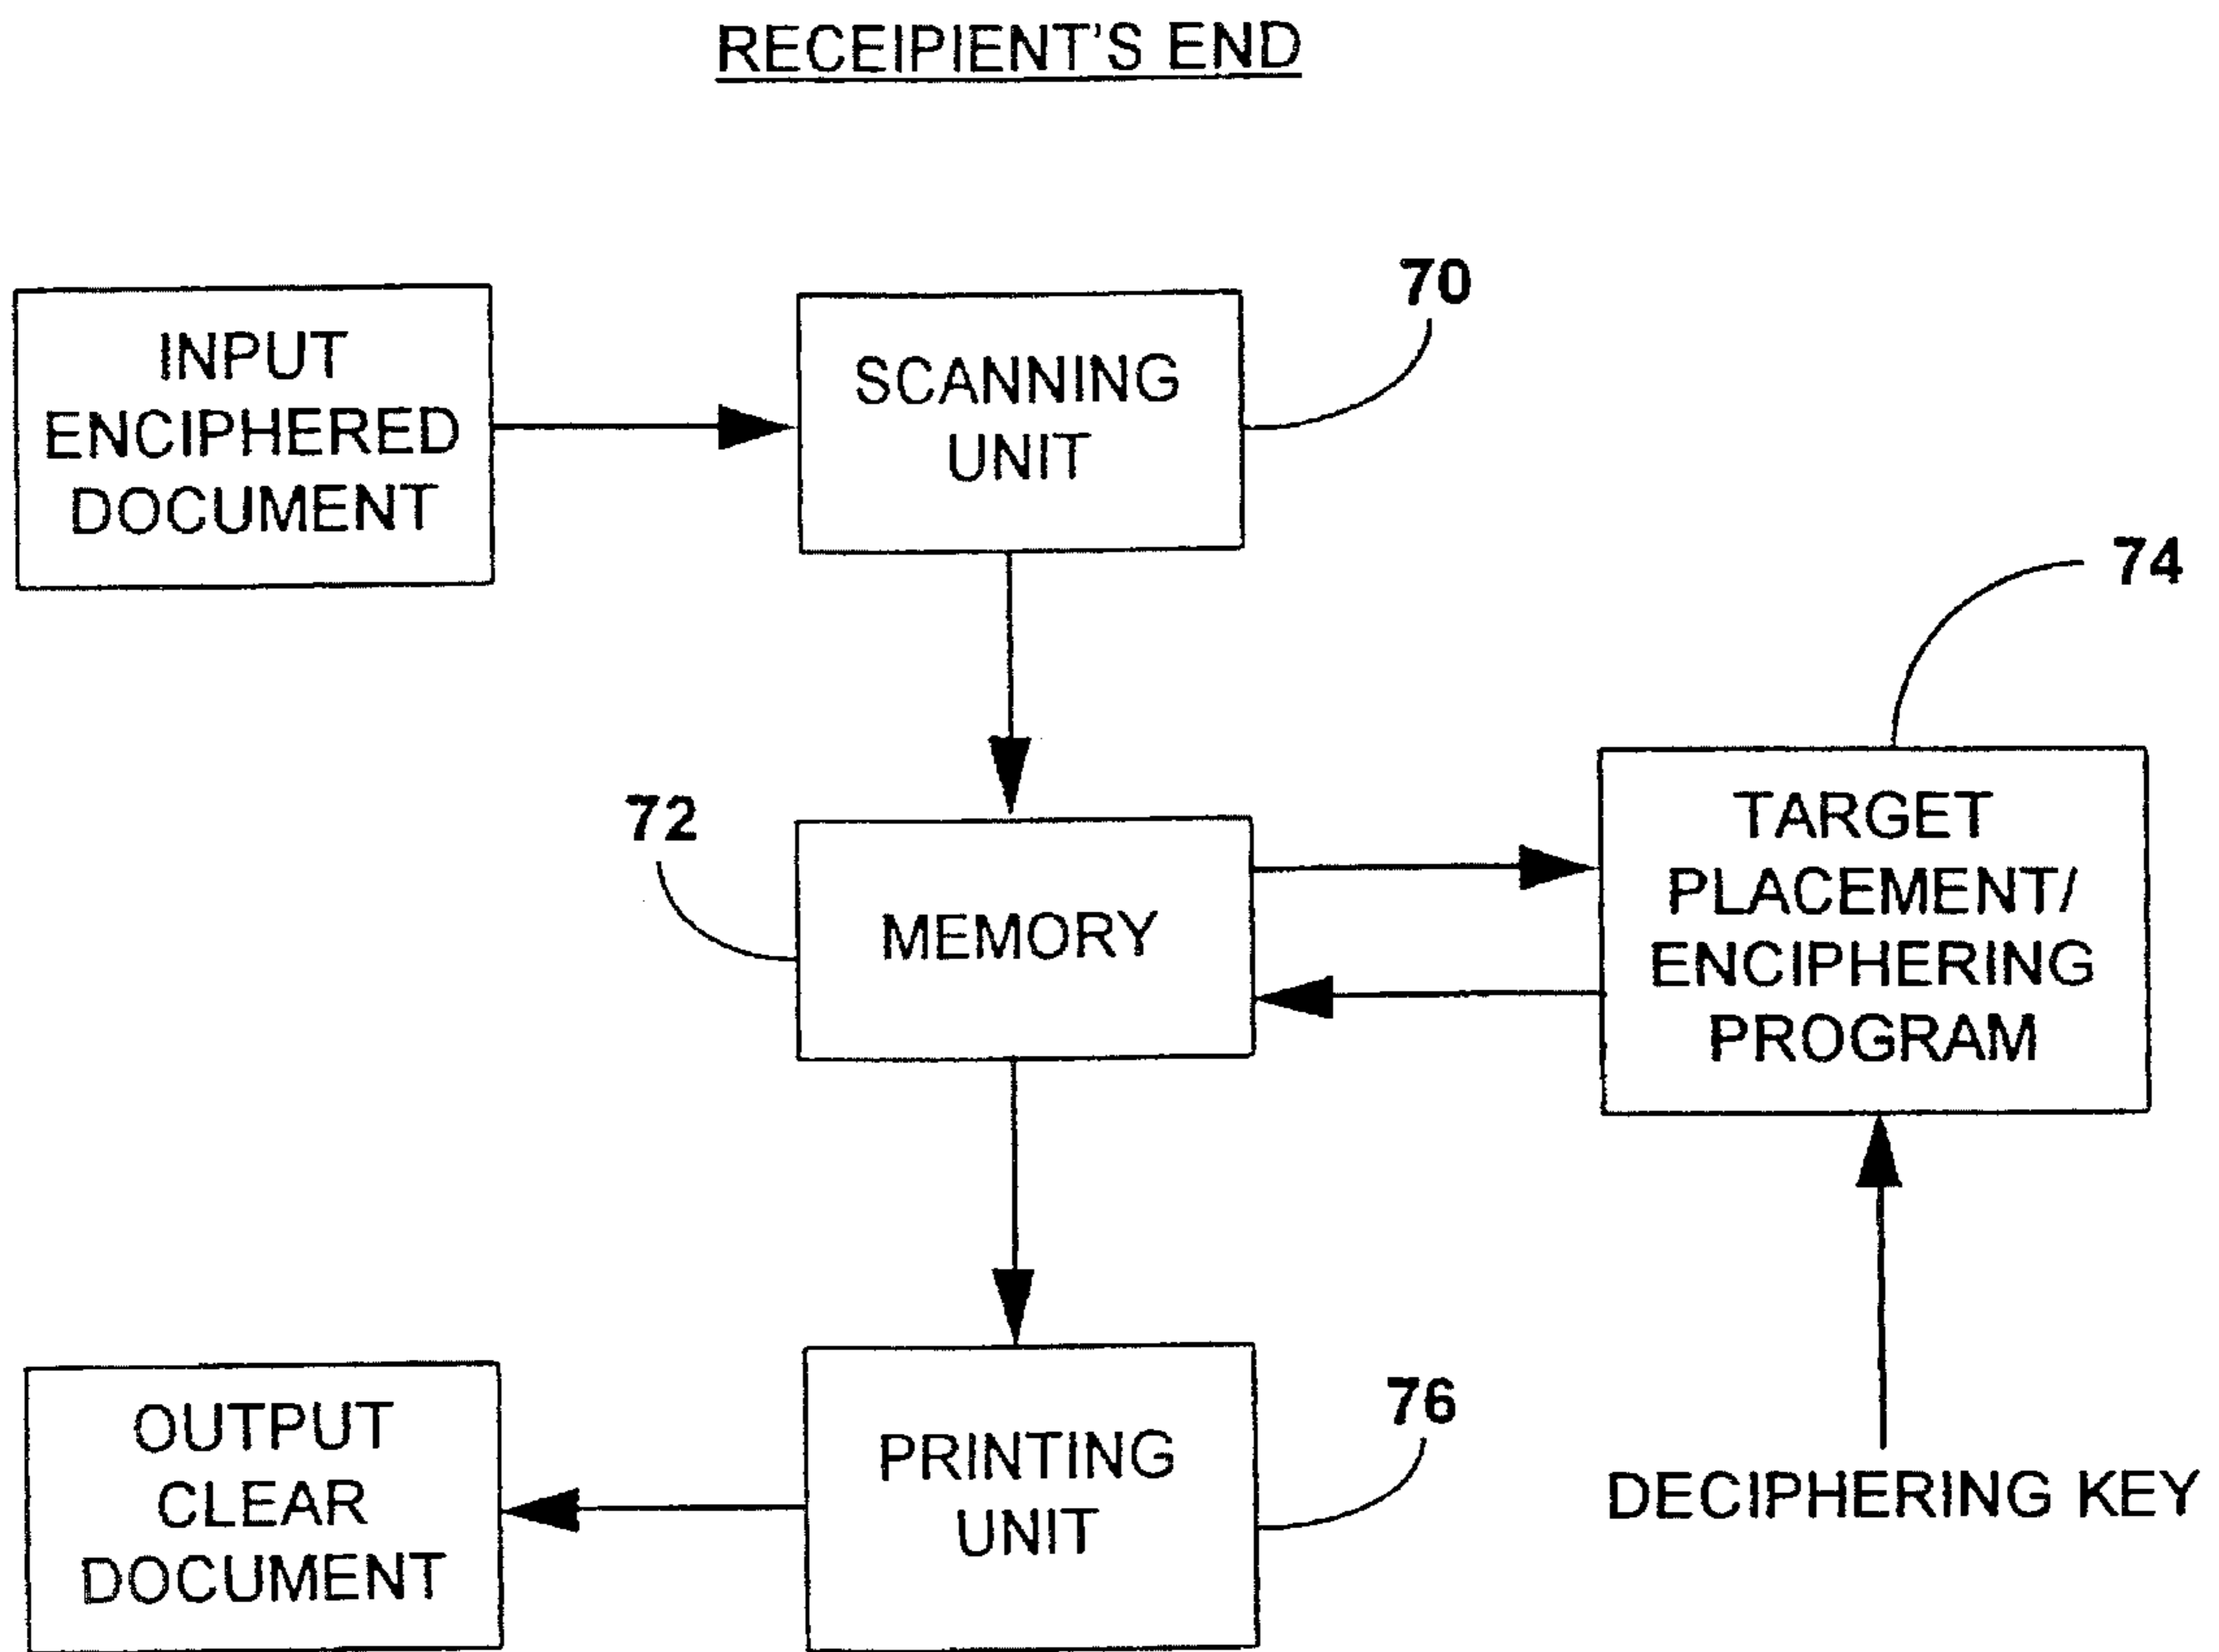 RECEIPIENT'S END
INPUT
ENCIPHERED
DOCUMENT
SCANNING
UNIT
70
74
72
MEMORY
TARGET
PLACEMENT/
ENCIPHERING
PROGRAM
OUTPUT
CLEAR
DOCUMENT
PRINTING
UNIT
76
DECIPHERING KEY